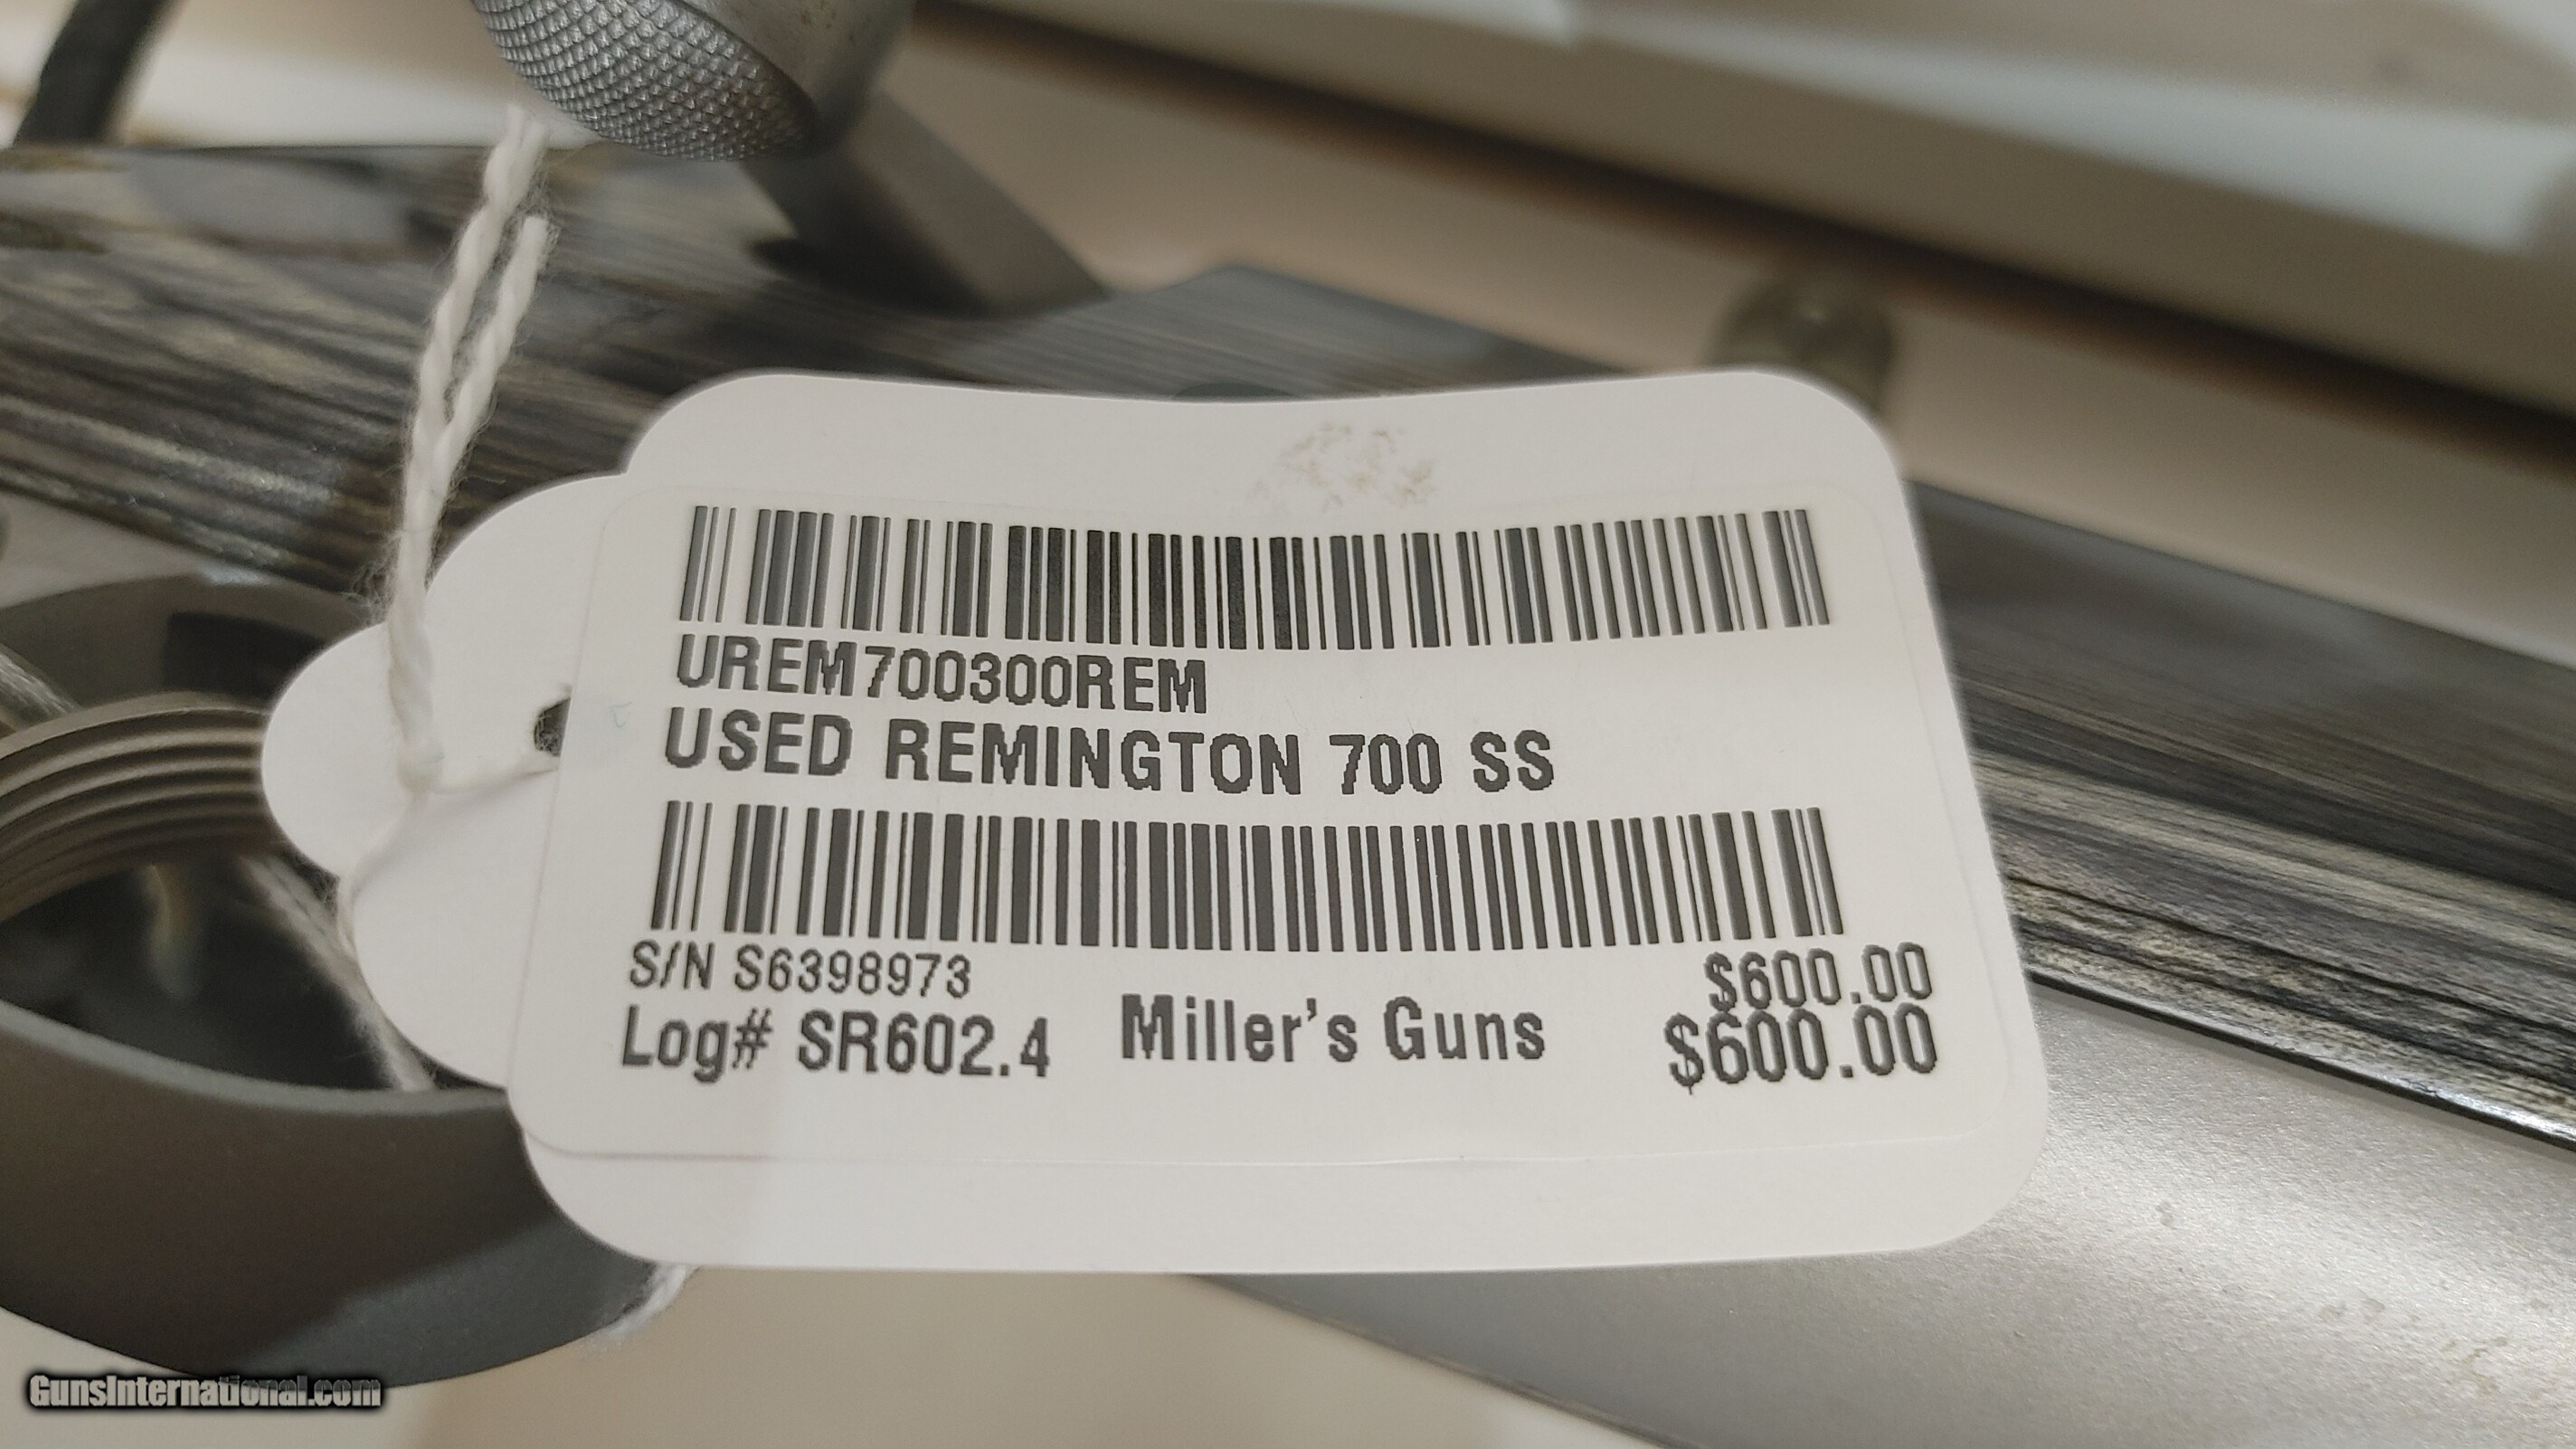 UREM700300REM
USED REMINGTON 700 SS
S/N S6398973
$600.00
Log# SR602.4 Miller's Guns $600.00
GunsInternational.com